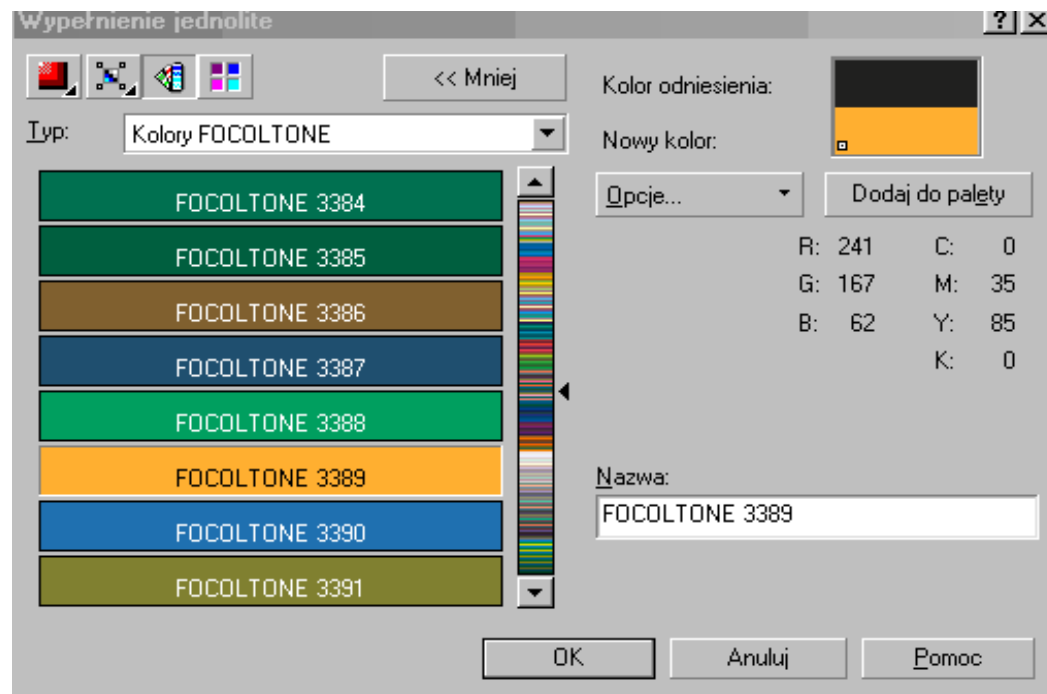 Wypełnienie jednolite
<< Mniej
Typ:
Kolory FOCOLTONE
FOCOLTONE 3384
FOCOLTONE 3385
FOCOLTONE 3386
FOCOLTONE 3387
FOCOLTONE 3388
FOCOLTONE 3389
FOCOLTONE 3390
FOCOLTONE 3391
Kolor odniesienia:
Nowy kolor:
Opcje...
Dodaj do palety
R: 241 C: 0
G: 167 M: 35
B: 62 Y: 85
K: 0
Nazwa:
FOCOLTONE 3389
OK Anuluj Pomoc